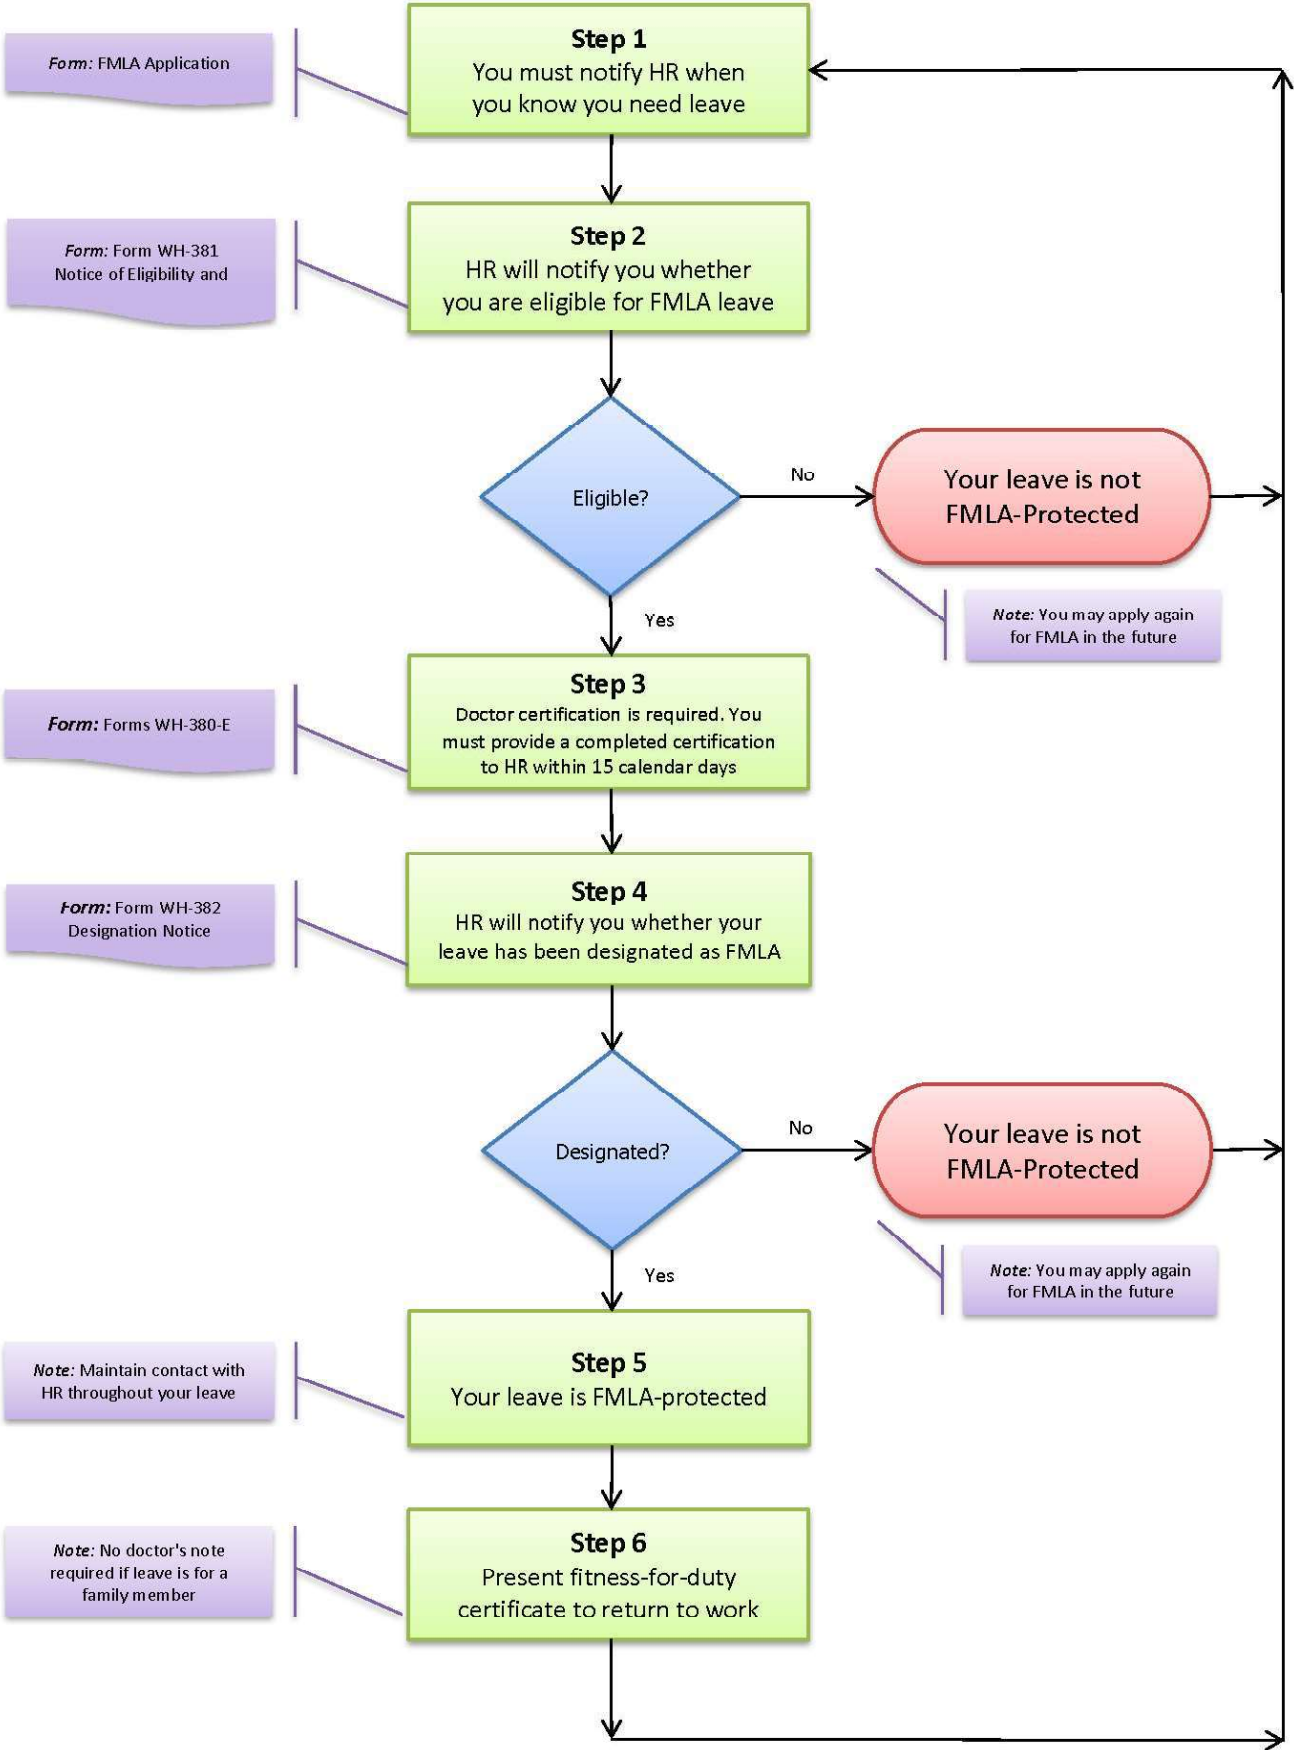 Step 1
You must notify HR when
you know you need leave
Form: FMLA Application
Step 2
HR will notify you whether
you are eligible for FMLA leave
Form: Form WH-381
Notice of Eligibility and
Eligible?
No
Your leave is not
FMLA-Protected
Note: You may apply again
for FMLA in the future
Yes
Step 3
Doctor certification is required. You
must provide a completed certification
to HR within 15 calendar days
Form: Forms WH-380-E
Step 4
HR will notify you whether your
leave has been designated as FMLA
Form: Form WH-382
Designation Notice
Designated?
No
Your leave is not
FMLA-Protected
Note: You may apply again
for FMLA in the future
Yes
Step 5
Your leave is FMLA-protected
Note: Maintain contact with
HR throughout your leave
Step 6
Present fitness-for-duty
certificate to return to work
Note: No doctor's note
required if leave is for a
family member